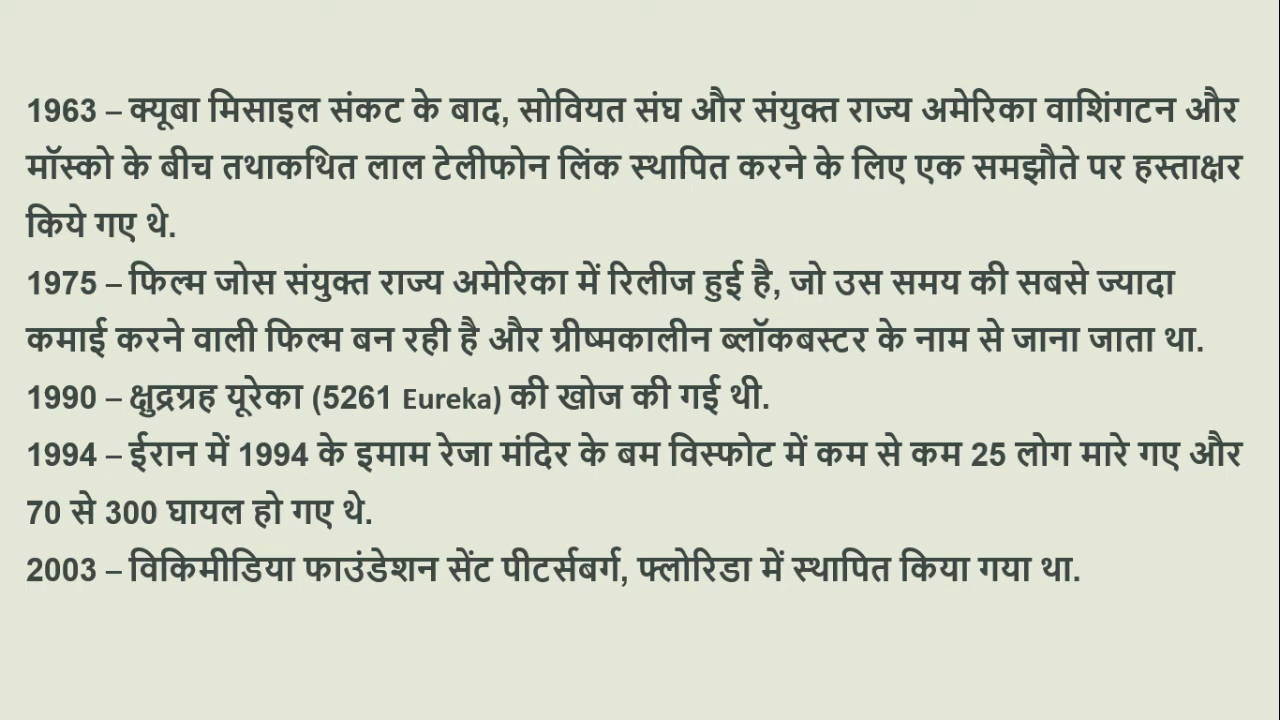 1963 – क्यूबा मिसाइल संकट के बाद, सोवियत संघ और संयुक्त राज्य अमेरिका वाशिंगटन और
मॉस्को के बीच तथाकथित लाल टेलीफोन लिंक स्थापित करने के लिए एक समझौते पर हस्ताक्षर
किये गए थे.
1975 – फिल्म जोस संयुक्त राज्य अमेरिका में रिलीज हुई है, जो उस समय की सबसे ज्यादा
कमाई करने वाली फिल्म बन रही है और ग्रीष्मकालीन ब्लॉकबस्टर के नाम से जाना जाता था.
1990 – क्षुद्रग्रह यूरेका (5261 Eureka) की खोज की गई थी.
1994 – ईरान में 1994 के इमाम रेजा मंदिर के बम विस्फोट में कम से कम 25 लोग मारे गए और
70 से 300 घायल हो गए थे.
2003 – विकिमीडिया फाउंडेशन सेंट पीटर्सबर्ग, फ्लोरिडा में स्थापित किया गया था.